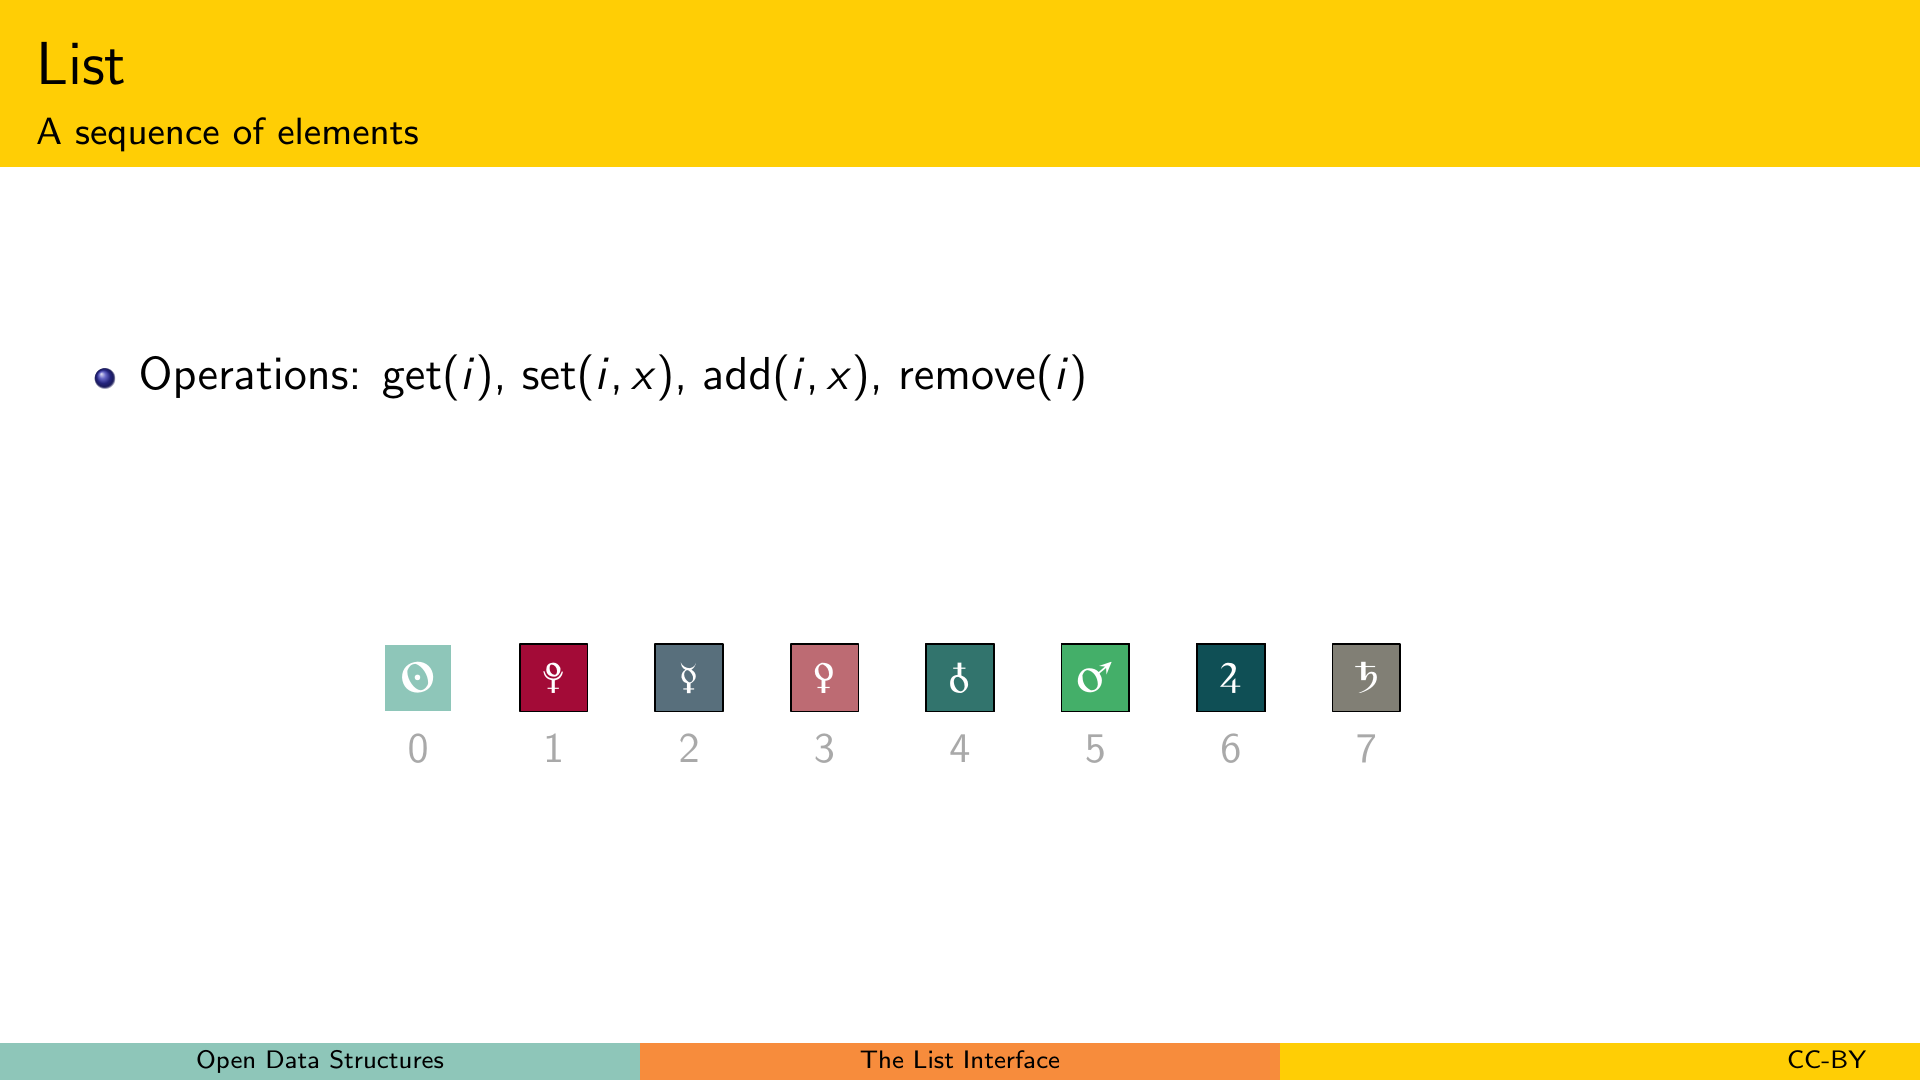 List
A sequence of elements
Operations: get(i), set(i, x), add(i, x), remove(i)
☉ ♇ ☿ ♀ ♁ ♂ ♃ ♄
0 1 2 3 4 5 6 7
Open Data Structures The List Interface CC-BY